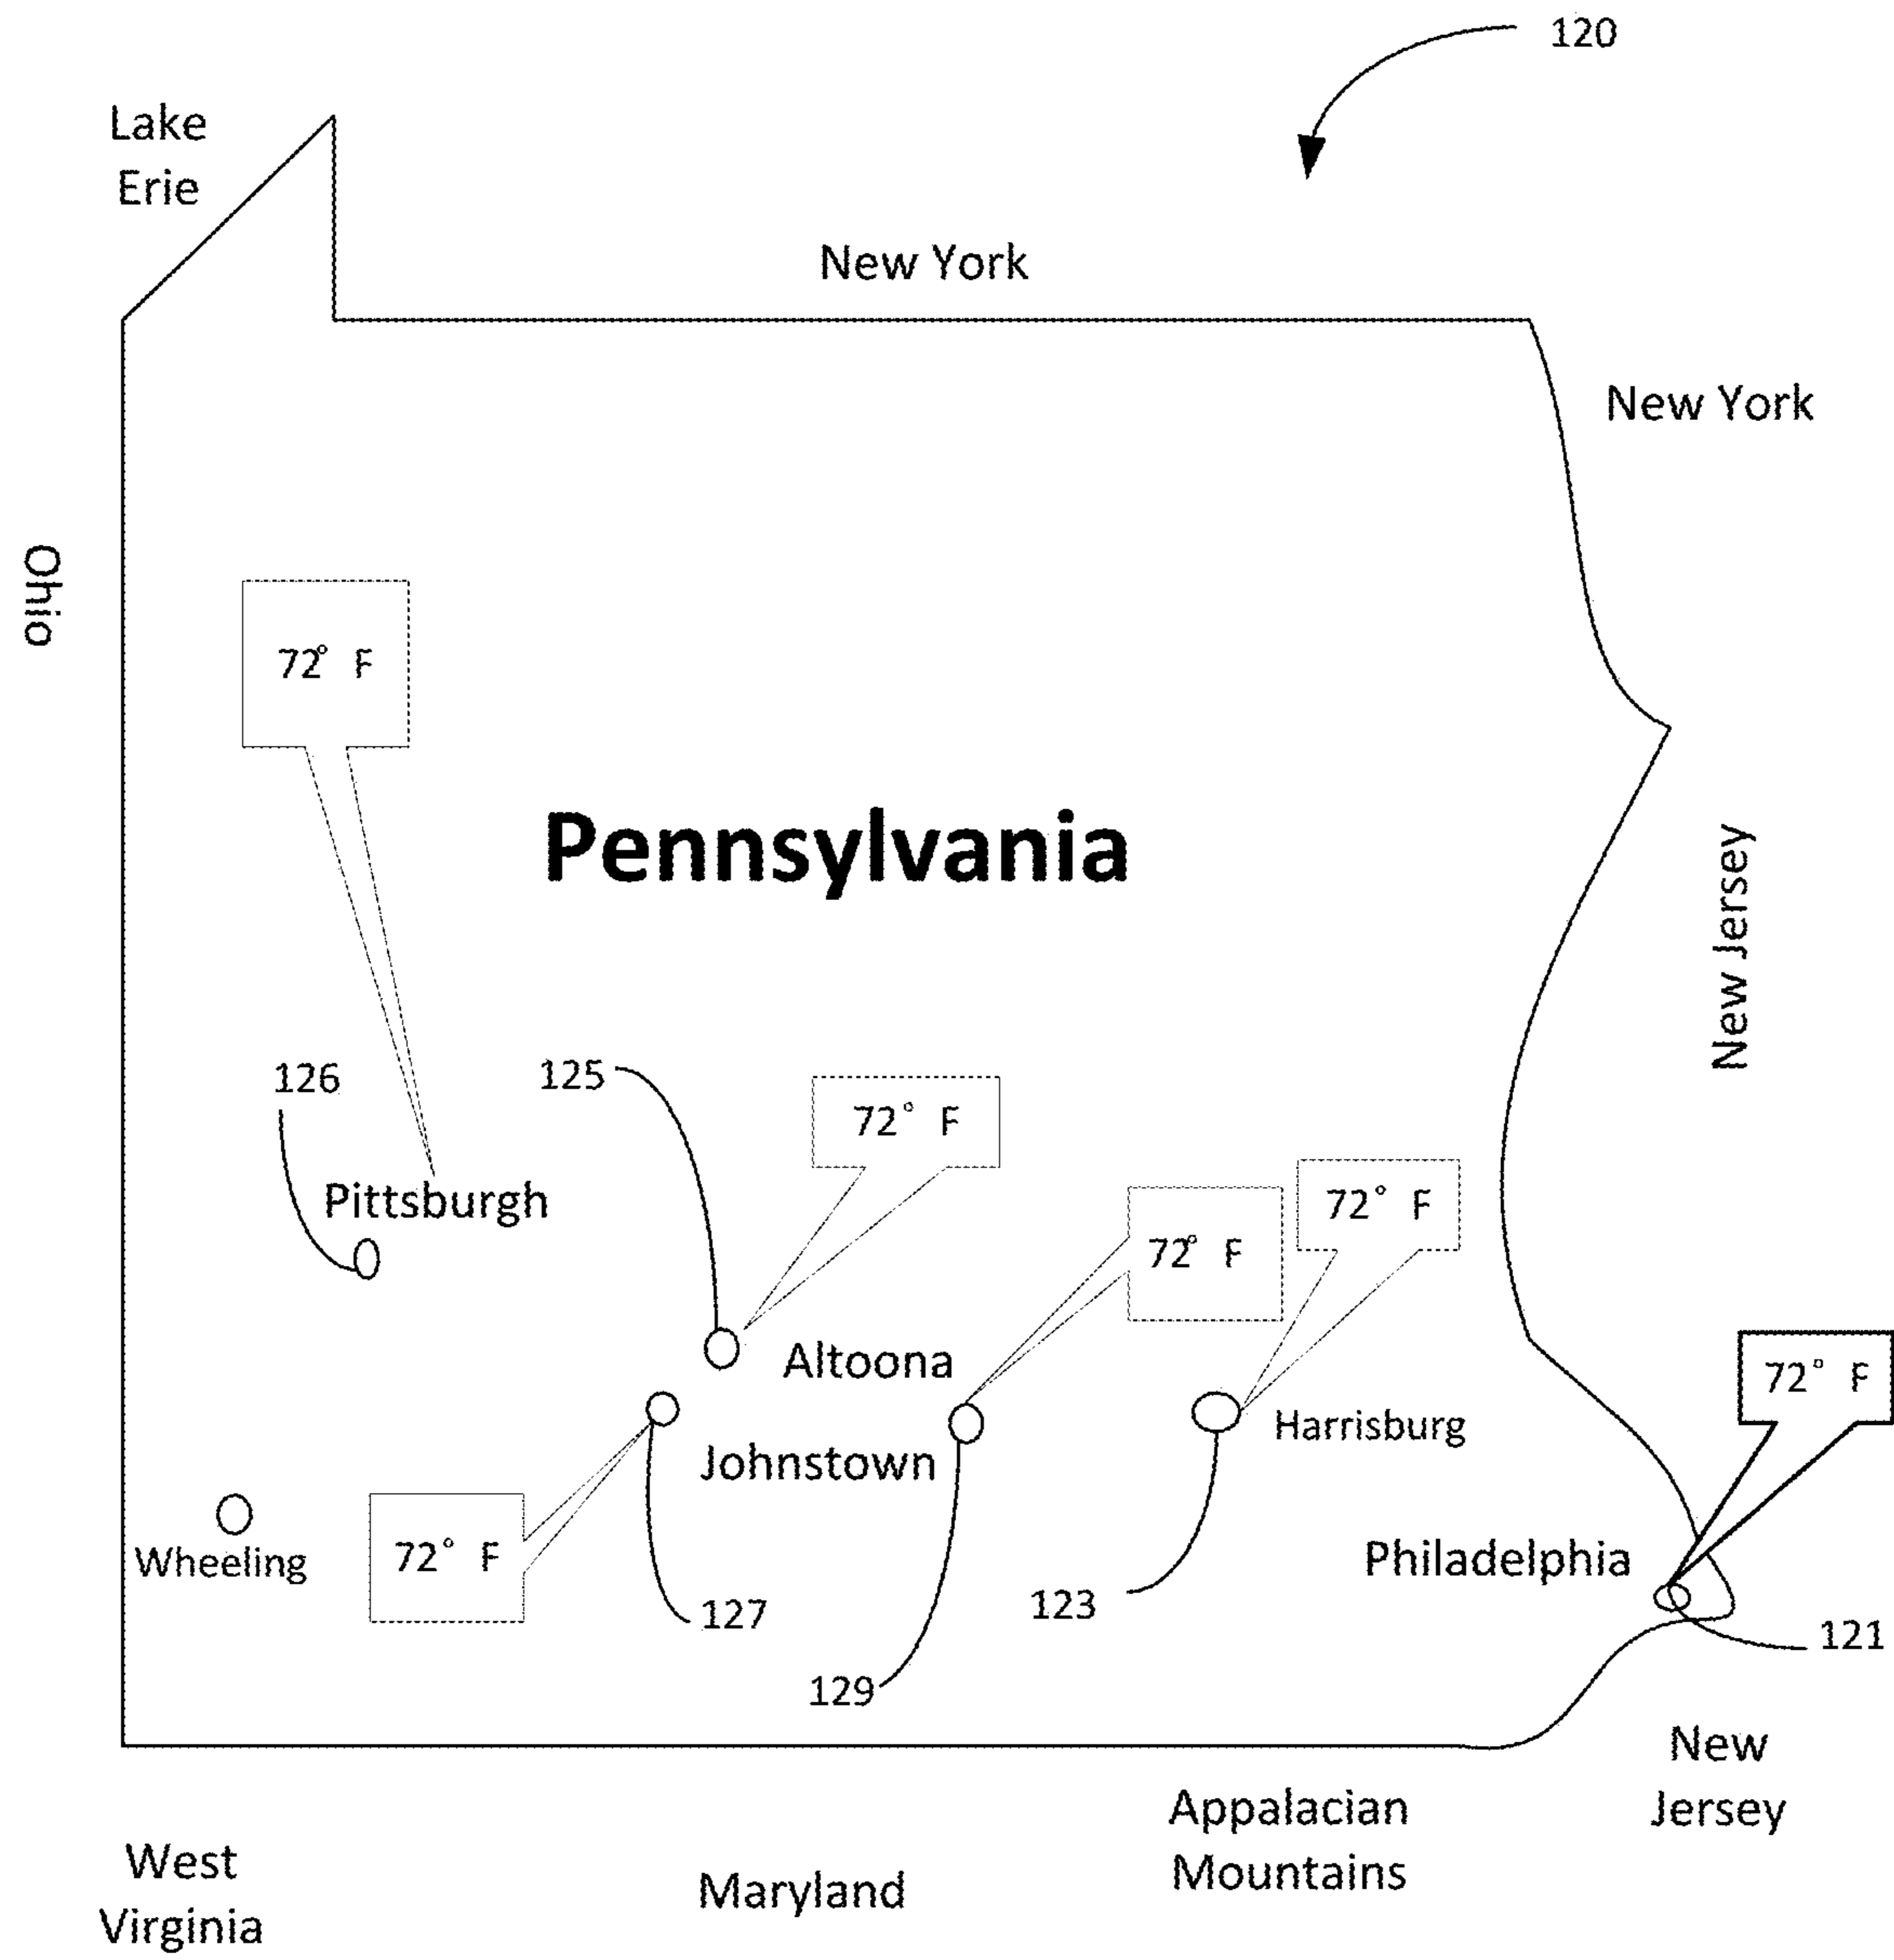 120
Lake
Erie
New York
New York
Ohio
72° F
Pennsylvania
New Jersey
126
125
72° F
Pittsburgh
72° F
72° F
Altoona
72° F
Harrisburg
Johnstown
Wheeling
72° F
Philadelphia
127
123
121
129
New
Jersey
Appalacian
Mountains
West
Virginia
Maryland